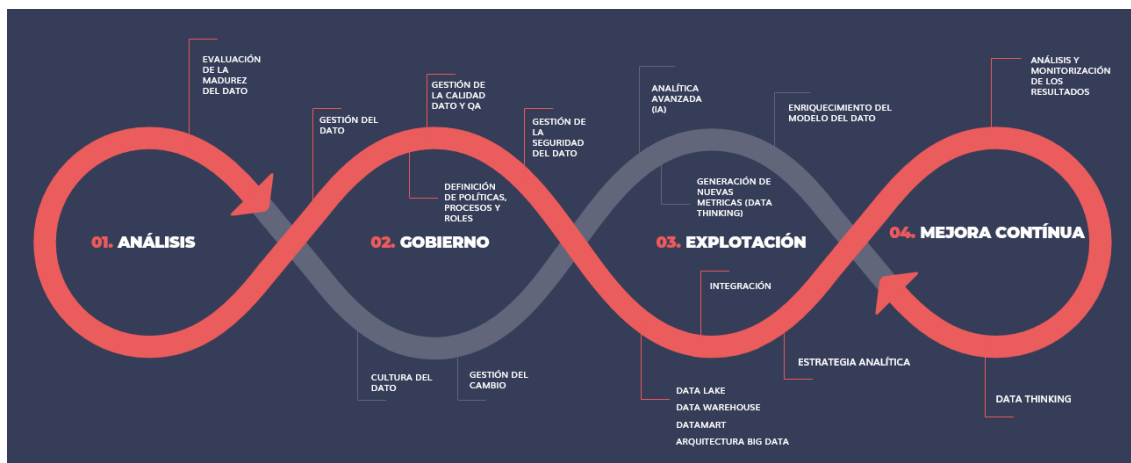 EVALUACIÓN
DE LA
MADUREZ
DEL DATO
GESTIÓN DEL
DATO
GESTIÓN DE
LA CALIDAD
DATO Y QA
GESTIÓN DE
LA
SEGURIDAD
DEL DATO
DEFINICIÓN
DE POLÍTICAS,
PROCESOS Y
ROLES
ANALÍTICA
AVANZADA
(IA)
ENRIQUECIMIENTO DEL
MODELO DEL DATO
GENERACIÓN DE
NUEVAS
METRICAS (DATA
THINKING)
ANÁLISIS Y
MONITORIZACIÓN
DE LOS
RESULTADOS
01. ANÁLISIS
02. GOBIERNO
03. EXPLOTACIÓN
04. MEJORA CONTÍNUA
CULTURA DEL
DATO
GESTIÓN DEL
CAMBIO
INTEGRACIÓN
DATA LAKE
DATA WAREHOUSE
DATAMART
ARQUITECTURA BIG DATA
ESTRATEGIA ANALÍTICA
DATA THINKING